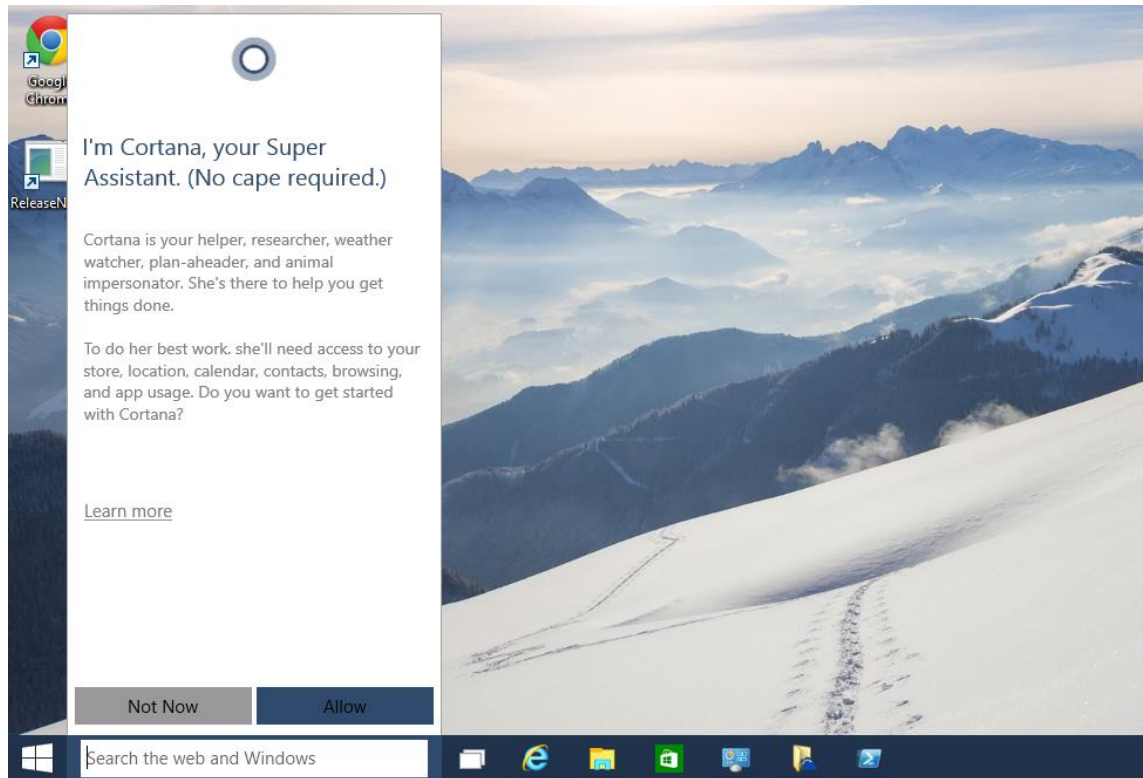 Googl
Chrom
ReleaseN
I'm Cortana, your Super
Assistant. (No cape required.)
Cortana is your helper, researcher, weather
watcher, plan-aheader, and animal
impersonator. She's there to help you get
things done.
To do her best work. she'll need access to your
store, location, calendar, contacts, browsing,
and app usage. Do you want to get started
with Cortana?
Learn more
Not Now
Allow
Search the web and Windows